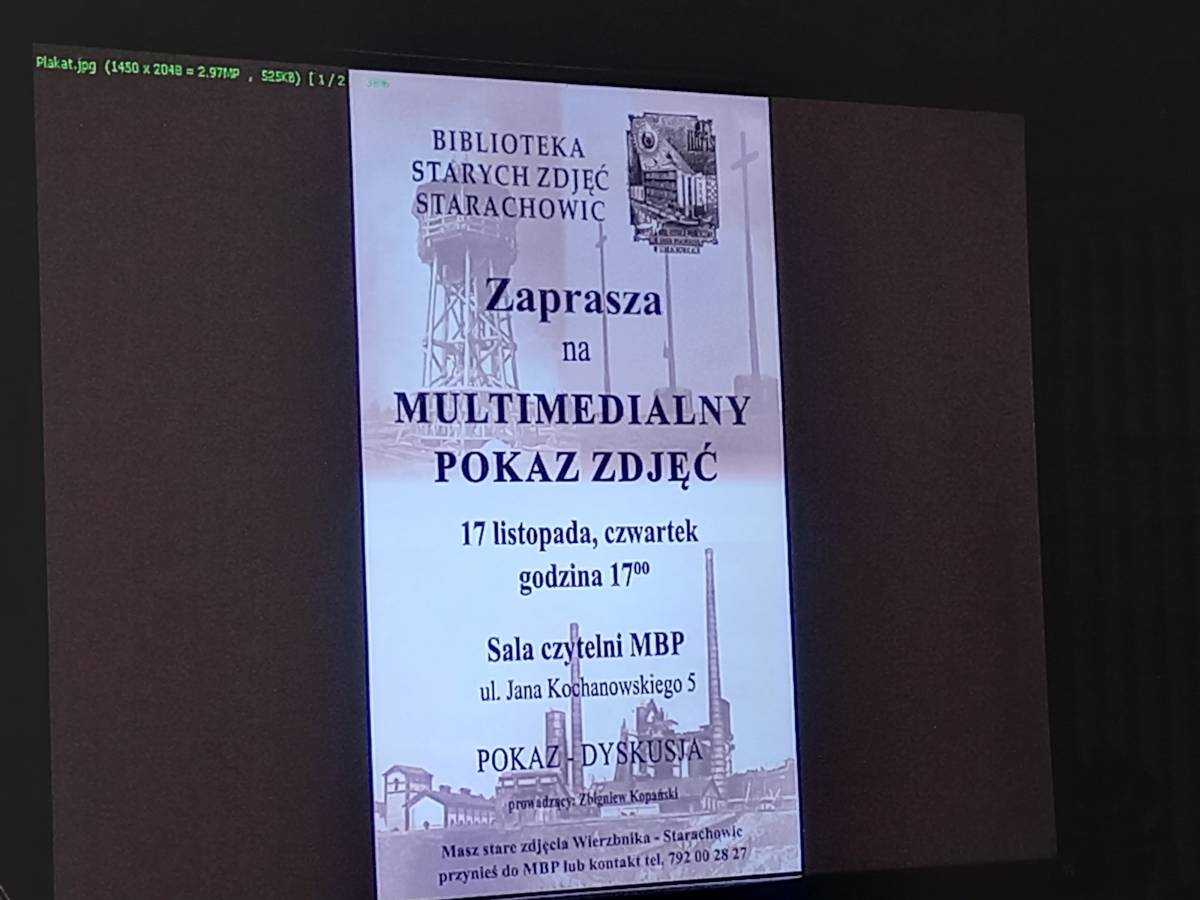 Plakat.jpg (1450 x 2048 = 2.97MP , 525KB) [ 1 / 2
BIBLIOTEKA
STARYCH ZDJĘĆ
STARACHOWIC
libris
Zaprasza
na
MULTIMEDIALNY
POKAZ ZDJĘĆ
17 listopada, czwartek
godzina 17⁰⁰
Sala czytelni MBP
ul. Jana Kochanowskiego 5
POKAZ - DYSKUSJA
prowadzący: Zbigniew Kopański
Masz stare zdjęcia Wierzbnika - Starachowic
przynieś do MBP lub kontakt tel. 792 00 28 27